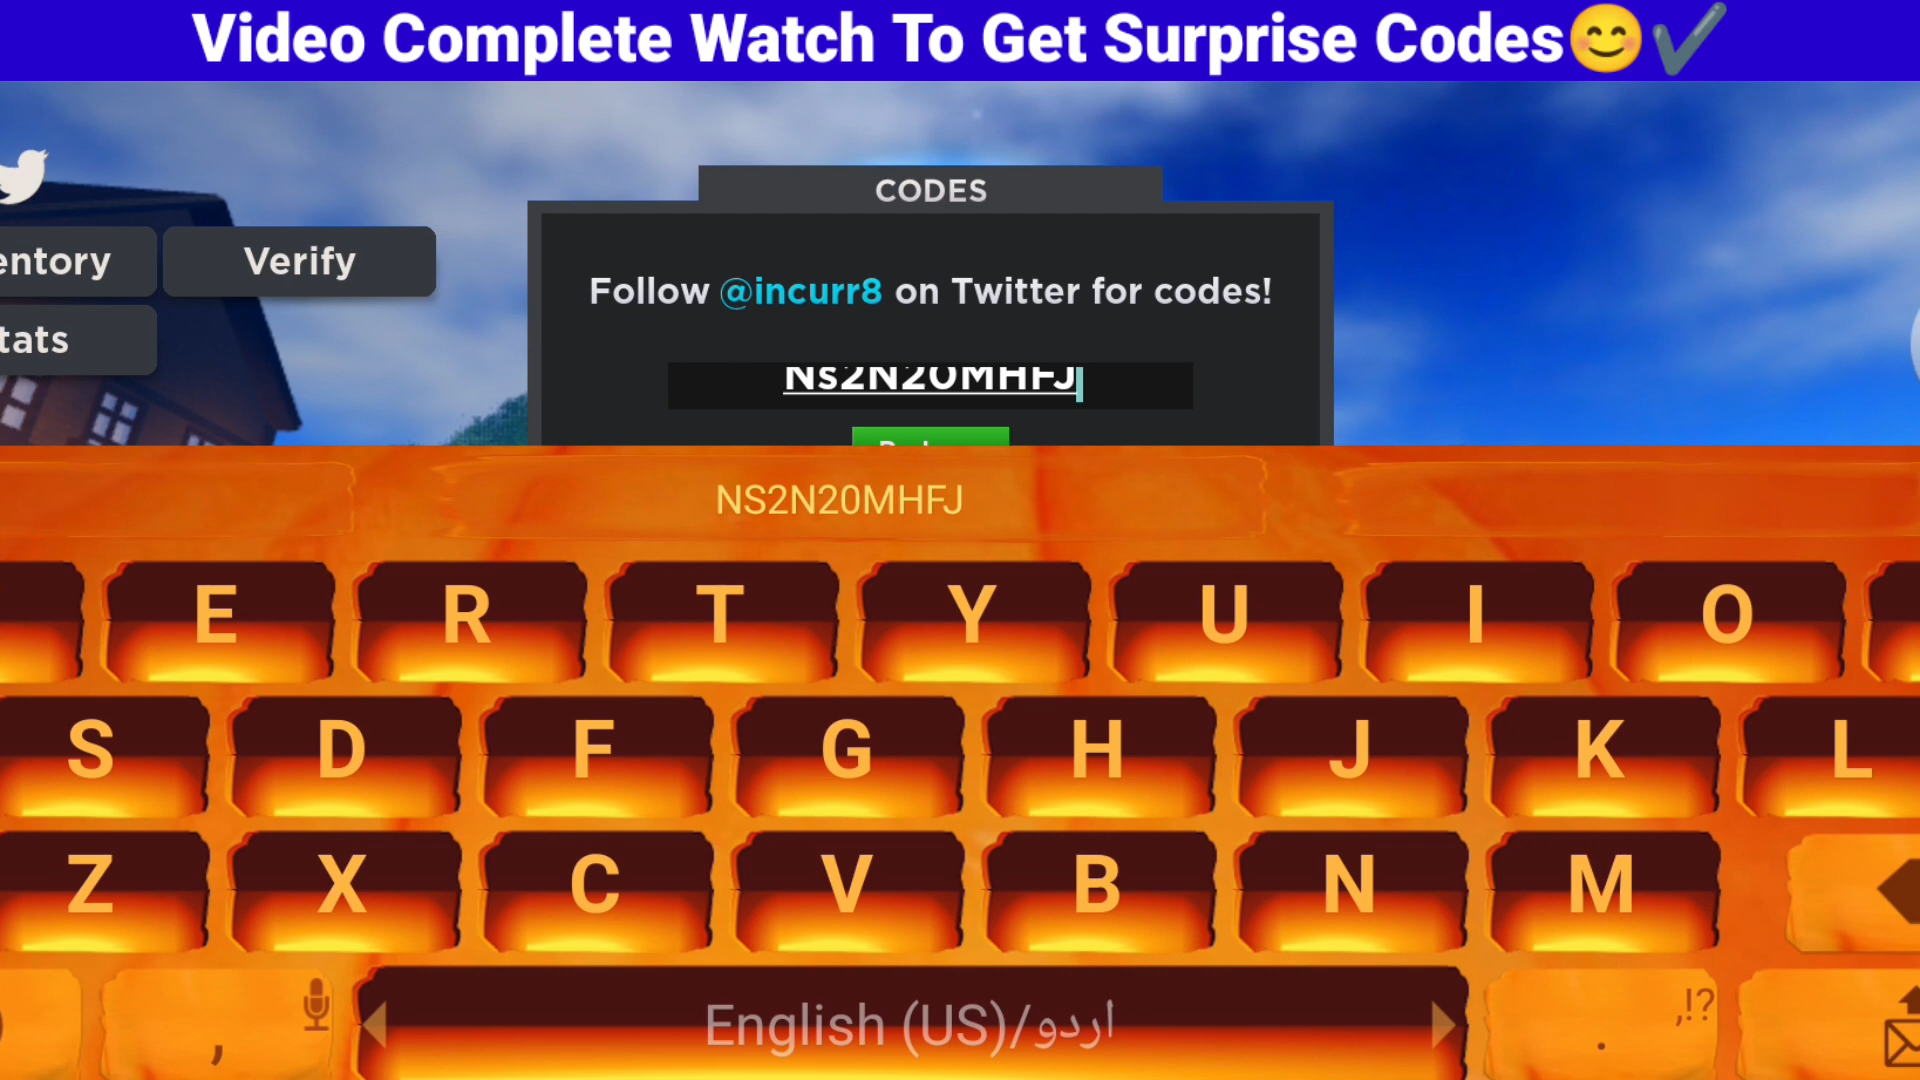 Video Complete Watch To Get Surprise Codes😊✔
CODES
entory
Verify
Follow @incurr8 on Twitter for codes!
tats
Ns2N20MHFJ
NS2N20MHFJ
E R T Y U I O
S D F G H J K L
Z X C V B N M
, English (US)/اردو . ,!?